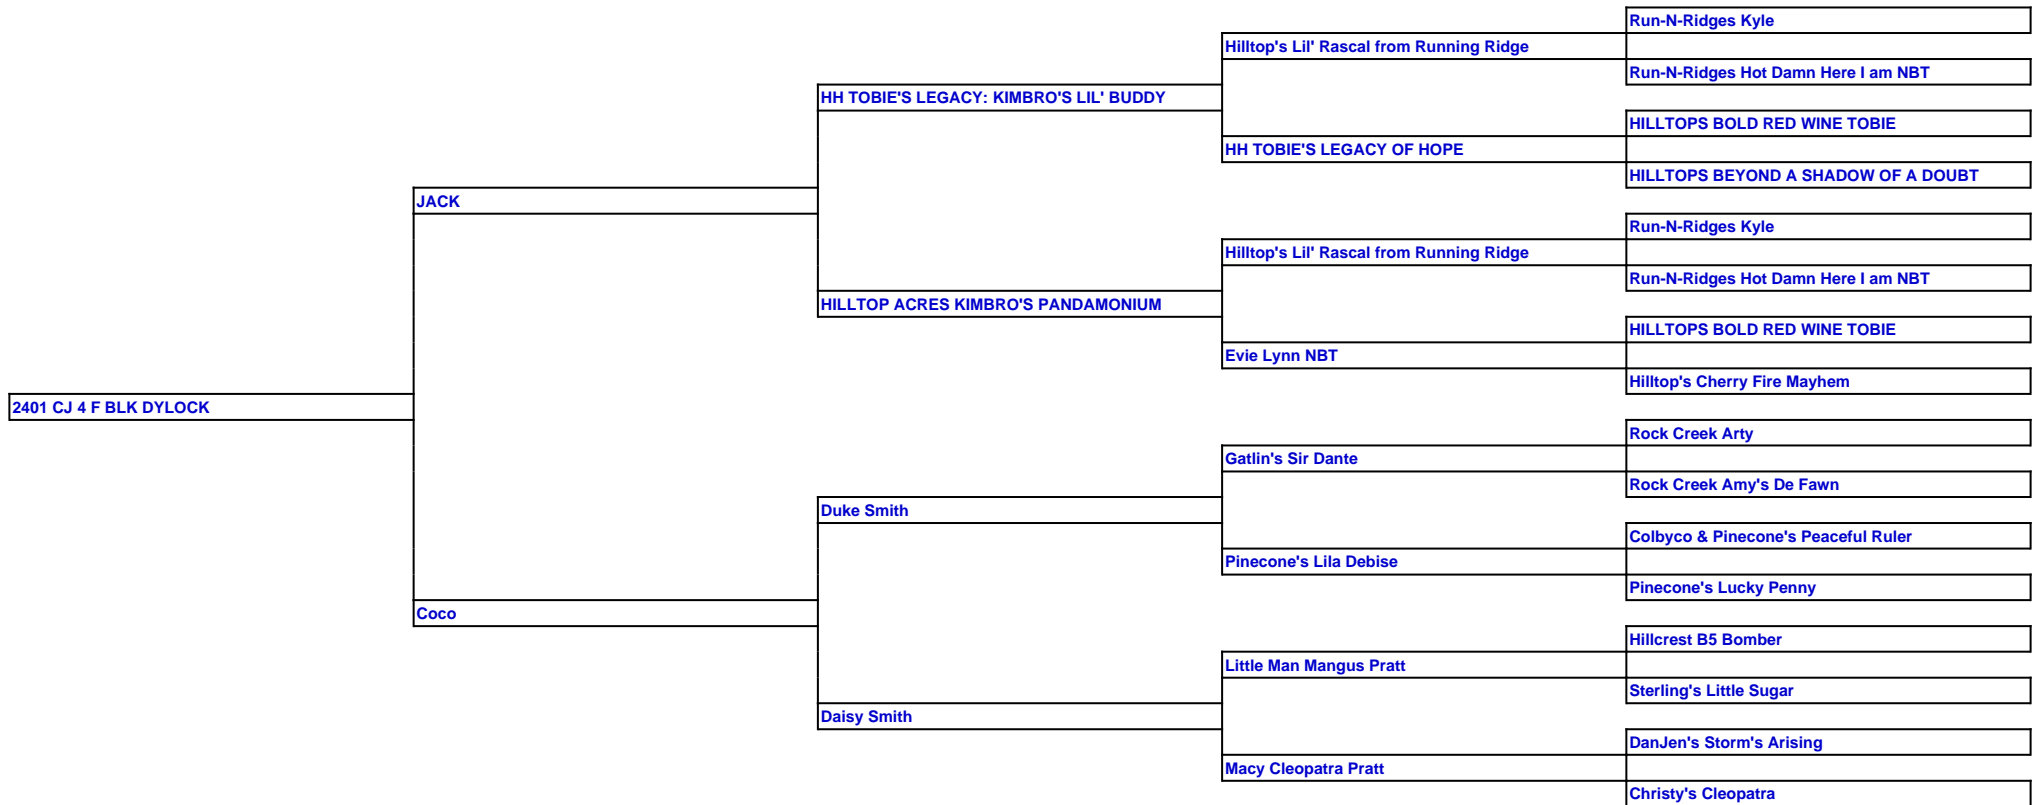 Run-N-Ridges Kyle
Hilltop's Lil' Rascal from Running Ridge
Run-N-Ridges Hot Damn Here I am NBT
HH TOBIE'S LEGACY: KIMBRO'S LIL' BUDDY
HILLTOPS BOLD RED WINE TOBIE
HH TOBIE'S LEGACY OF HOPE
HILLTOPS BEYOND A SHADOW OF A DOUBT
JACK
Run-N-Ridges Kyle
Hilltop's Lil' Rascal from Running Ridge
Run-N-Ridges Hot Damn Here I am NBT
HILLTOP ACRES KIMBRO'S PANDAMONIUM
HILLTOPS BOLD RED WINE TOBIE
Evie Lynn NBT
Hilltop's Cherry Fire Mayhem
2401 CJ 4 F BLK DYLOCK
Rock Creek Arty
Gatlin's Sir Dante
Rock Creek Amy's De Fawn
Duke Smith
Colbyco & Pinecone's Peaceful Ruler
Pinecone's Lila Debise
Pinecone's Lucky Penny
Coco
Hillcrest B5 Bomber
Little Man Mangus Pratt
Sterling's Little Sugar
Daisy Smith
DanJen's Storm's Arising
Macy Cleopatra Pratt
Christy's Cleopatra